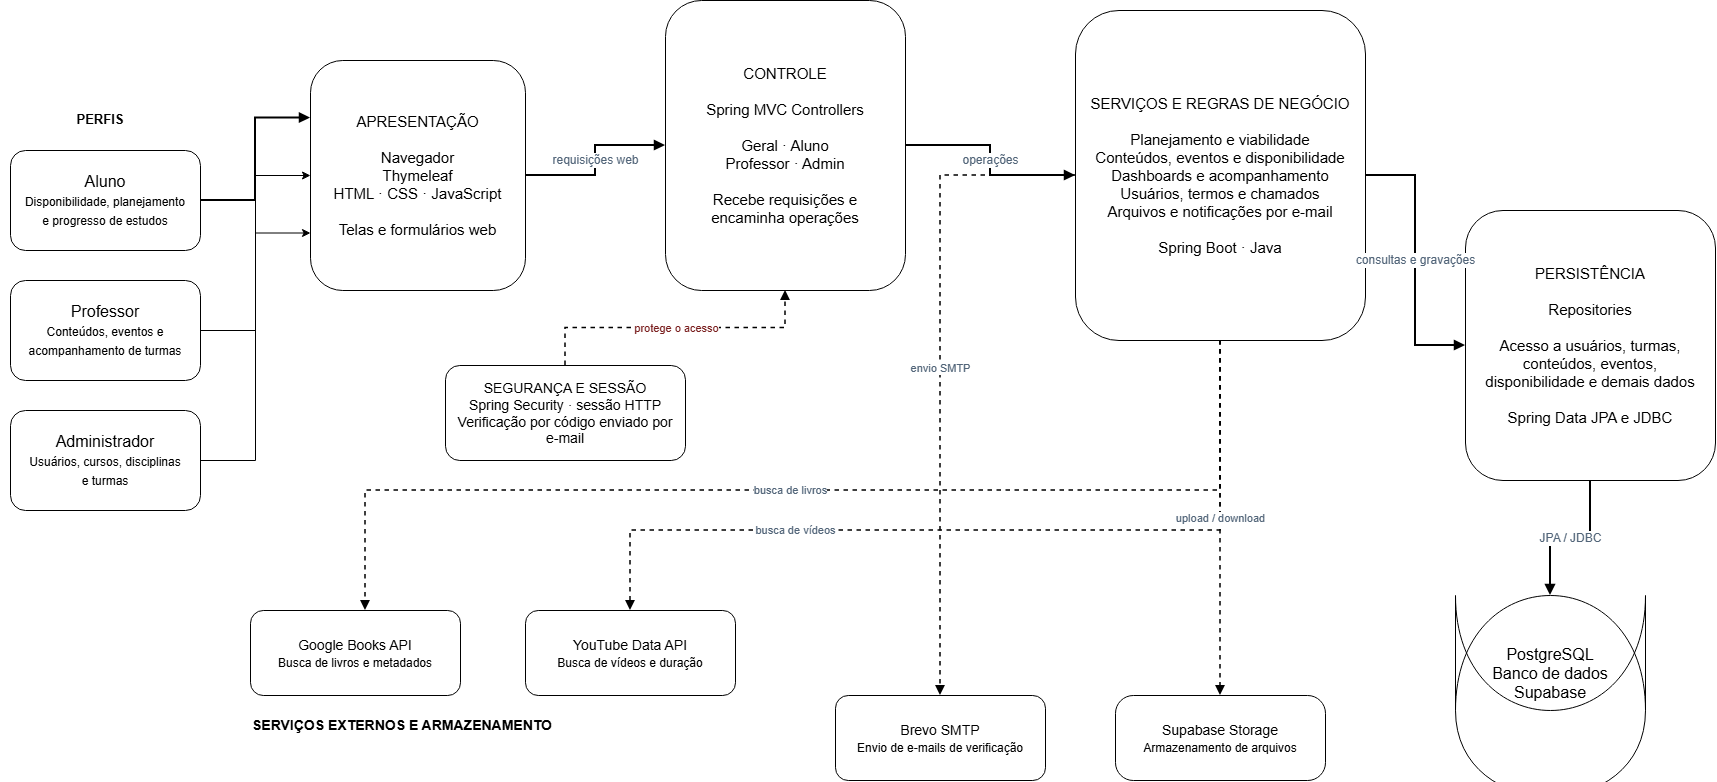 PERFIS
Aluno
Disponibilidade, planejamento
e progresso de estudos
Professor
Conteúdos, eventos e
acompanhamento de turmas
Administrador
Usuários, cursos, disciplinas
e turmas
APRESENTAÇÃO
Navegador
Thymeleaf
HTML · CSS · JavaScript
Telas e formulários web
requisições web
CONTROLE
Spring MVC Controllers
Geral · Aluno
Professor · Admin
Recebe requisições e
encaminha operações
protege o acesso
SEGURANÇA E SESSÃO
Spring Security · sessão HTTP
Verificação por código enviado por
e-mail
operações
SERVIÇOS E REGRAS DE NEGÓCIO
Planejamento e viabilidade
Conteúdos, eventos e disponibilidade
Dashboards e acompanhamento
Usuários, termos e chamados
Arquivos e notificações por e-mail
Spring Boot · Java
consultas e gravações
PERSISTÊNCIA
Repositories
Acesso a usuários, turmas,
conteúdos, eventos,
disponibilidade e demais dados
Spring Data JPA e JDBC
envio SMTP
busca de livros
busca de vídeos
upload / download
JPA / JDBC
Google Books API
Busca de livros e metadados
YouTube Data API
Busca de vídeos e duração
SERVIÇOS EXTERNOS E ARMAZENAMENTO
Brevo SMTP
Envio de e-mails de verificação
Supabase Storage
Armazenamento de arquivos
PostgreSQL
Banco de dados
Supabase